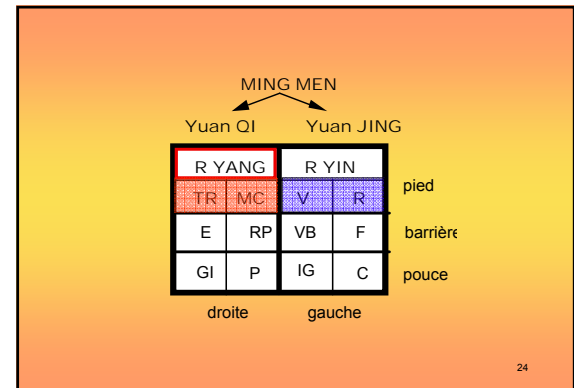 MING MEN
Yuan QI Yuan JING
R YANG R YIN
TR MC V R pied
E RP VB F barrière
GI P IG C pouce
droite gauche
24